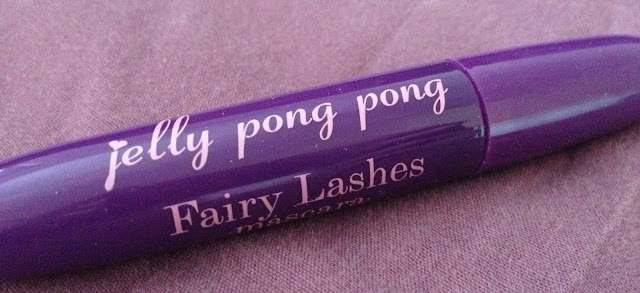 jelly pong pong
Fairy Lashes
mascara